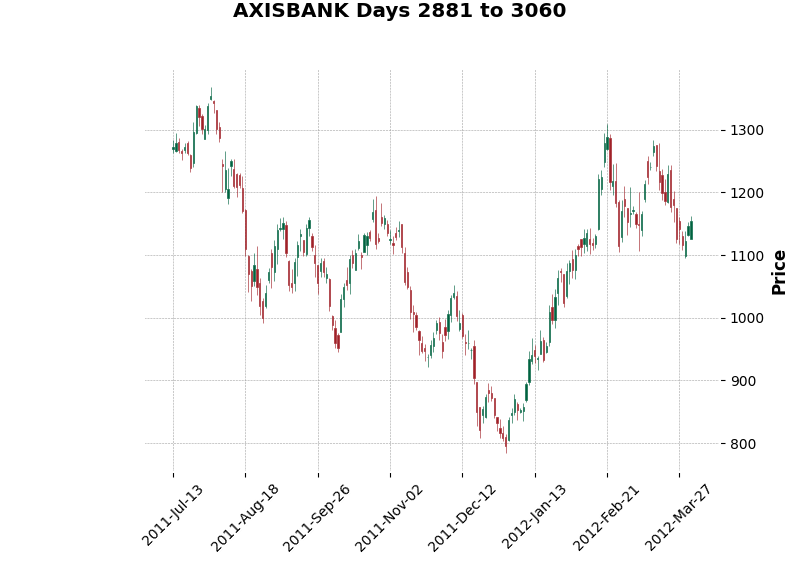 AXISBANK Days 2881 to 3060
1300
1200
1100
1000
900
800
Price
2011-Jul-13
2011-Aug-18
2011-Sep-26
2011-Nov-02
2011-Dec-12
2012-Jan-13
2012-Feb-21
2012-Mar-27